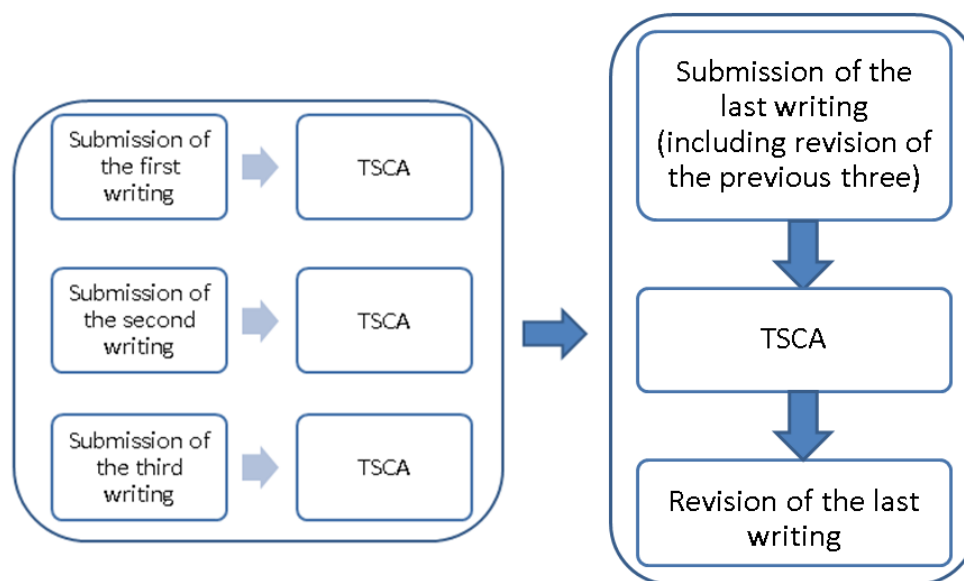 Submission of
the first
writing
TSCA
Submission of
the second
writing
TSCA
Submission of
the third
writing
TSCA
Submission of the
last writing
(including revision of
the previous three)
TSCA
Revision of the last
writing